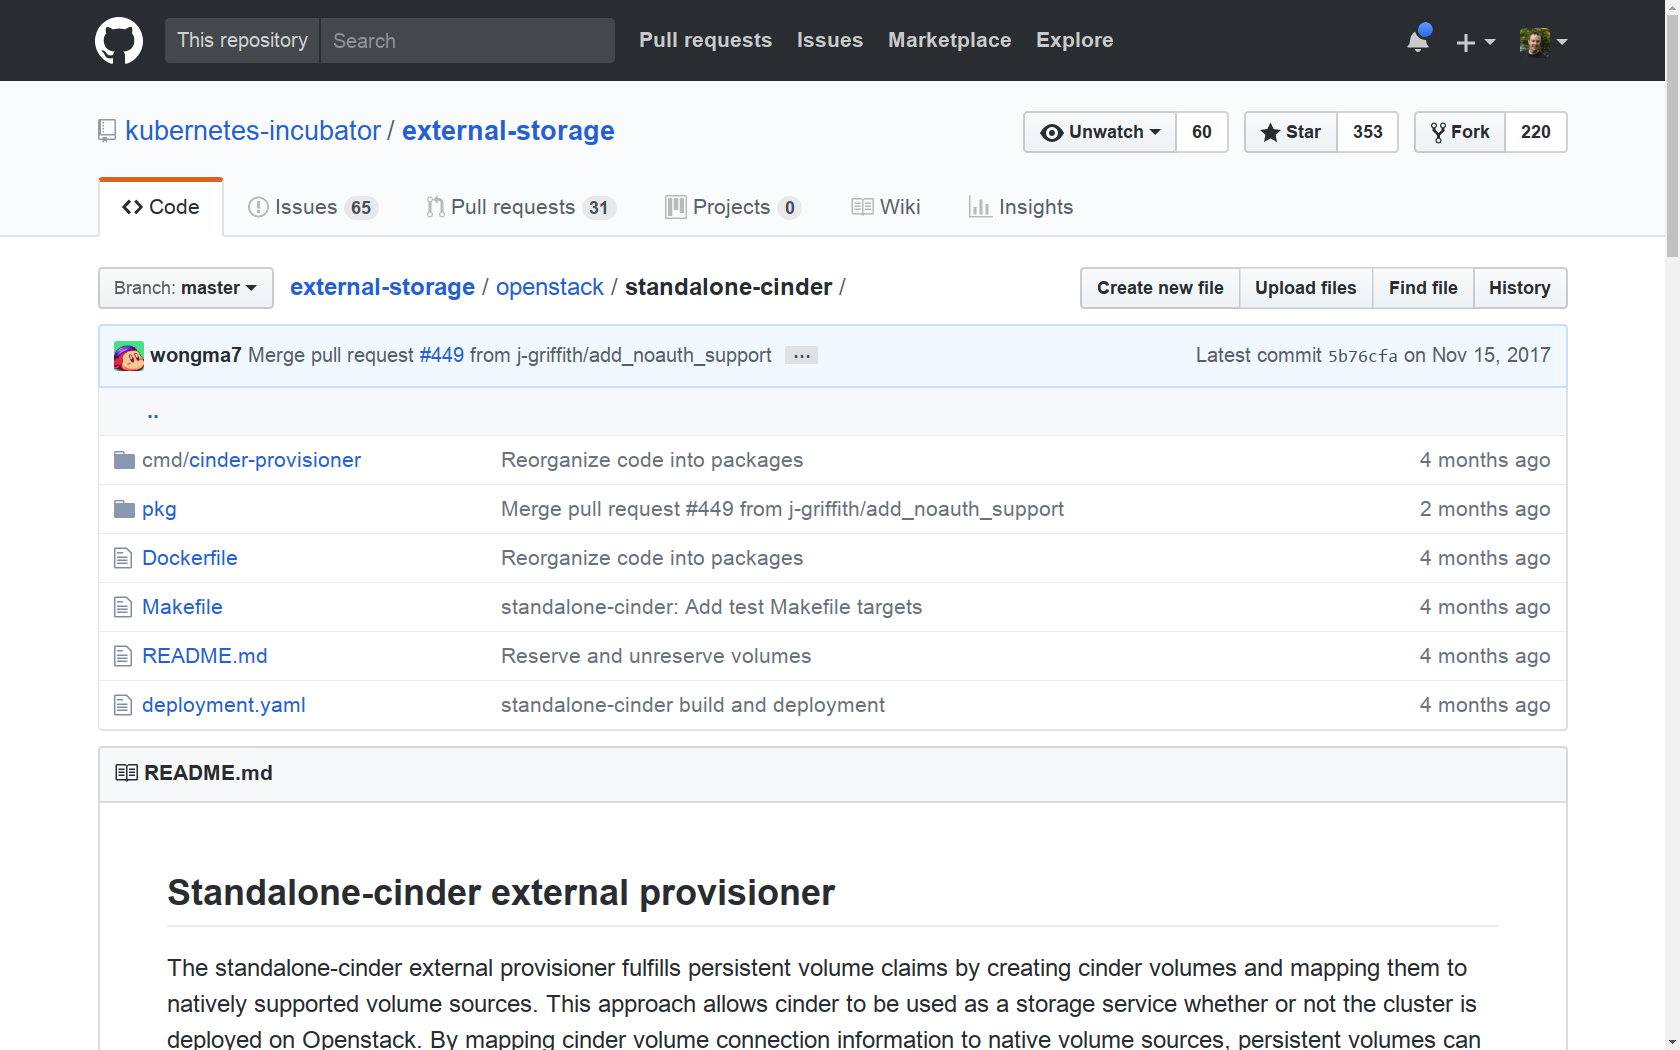 This repository Search Pull requests Issues Marketplace Explore
kubernetes-incubator / external-storage Unwatch 60 Star 353 Fork 220
Code Issues 65 Pull requests 31 Projects 0 Wiki Insights
Branch: master external-storage / openstack / standalone-cinder / Create new file Upload files Find file History
wongma7 Merge pull request #449 from j-griffith/add_noauth_support ... Latest commit 5b76cfa on Nov 15, 2017
..
cmd/cinder-provisioner Reorganize code into packages 4 months ago
pkg Merge pull request #449 from j-griffith/add_noauth_support 2 months ago
Dockerfile Reorganize code into packages 4 months ago
Makefile standalone-cinder: Add test Makefile targets 4 months ago
README.md Reserve and unreserve volumes 4 months ago
deployment.yaml standalone-cinder build and deployment 4 months ago
README.md
Standalone-cinder external provisioner
The standalone-cinder external provisioner fulfills persistent volume claims by creating cinder volumes and mapping them to
natively supported volume sources. This approach allows cinder to be used as a storage service whether or not the cluster is
deployed on Openstack. By mapping cinder volume connection information to native volume sources, persistent volumes can